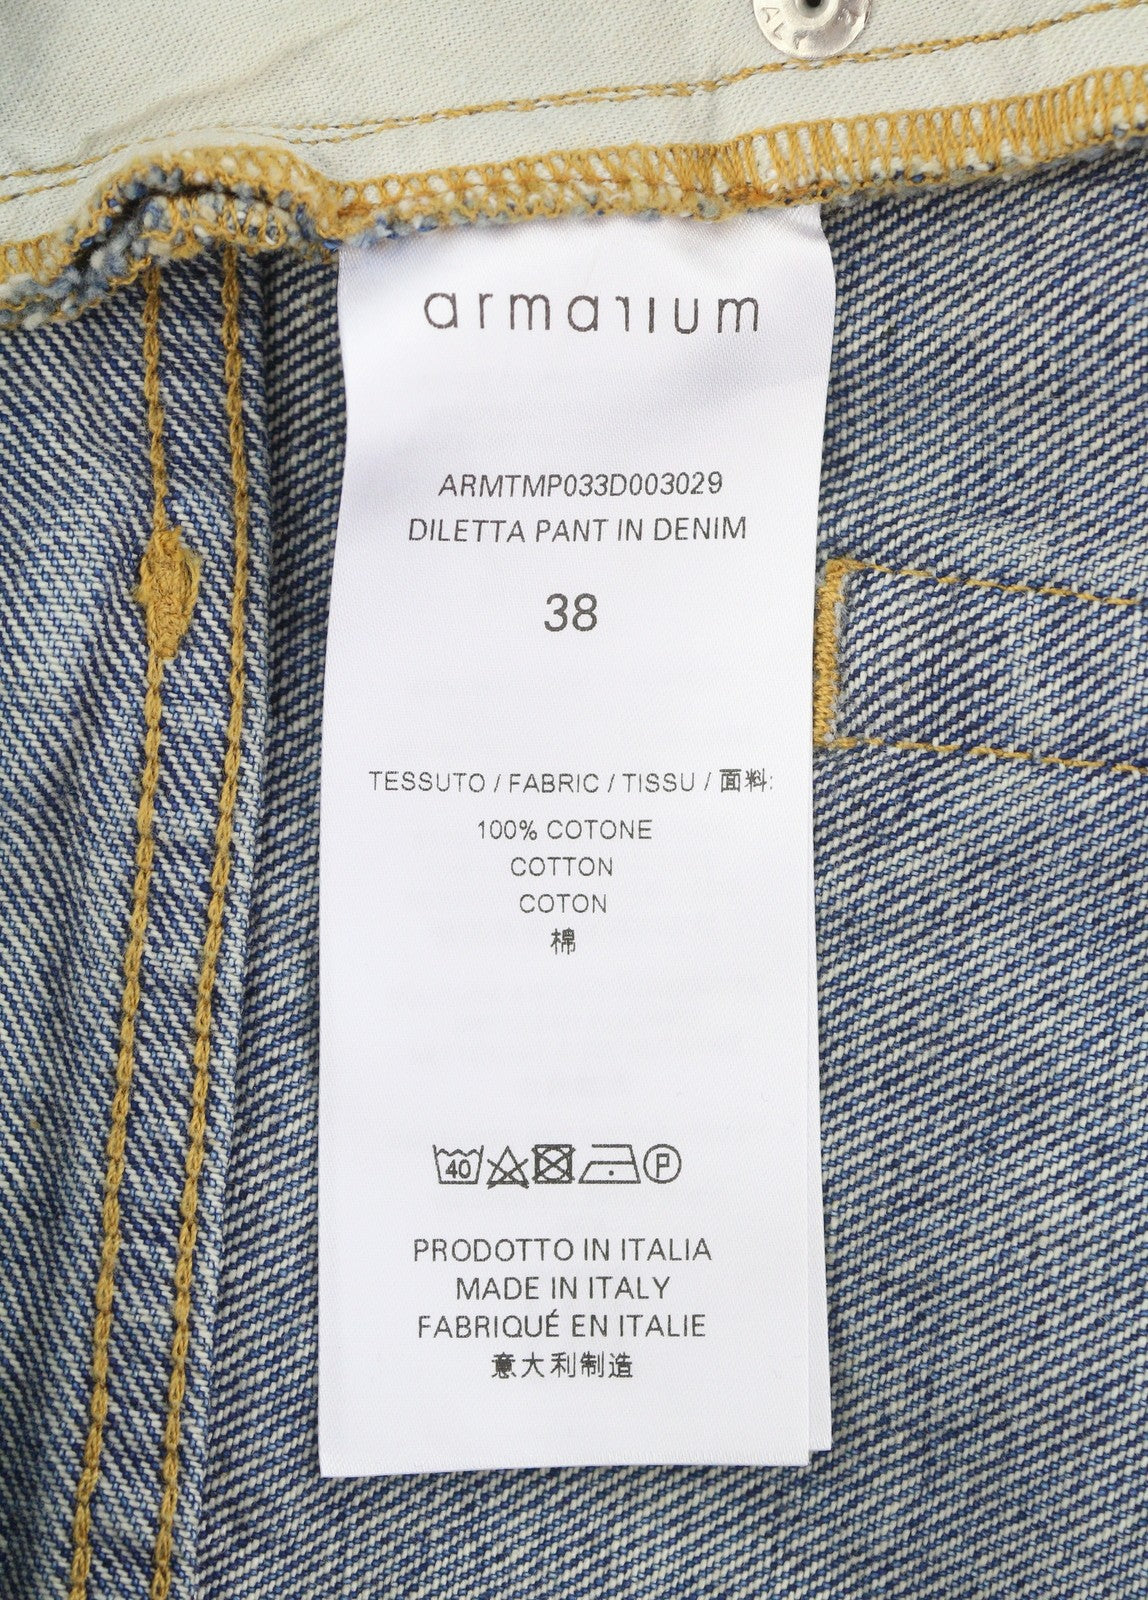 armarium
ARMTMP033D003029
DILETTA PANT IN DENIM
38
TESSUTO / FABRIC / TISSU / 面料:
100% COTONE
COTTON
COTON
棉
40 P
PRODOTTO IN ITALIA
MADE IN ITALY
FABRIQUÉ EN ITALIE
意大利制造